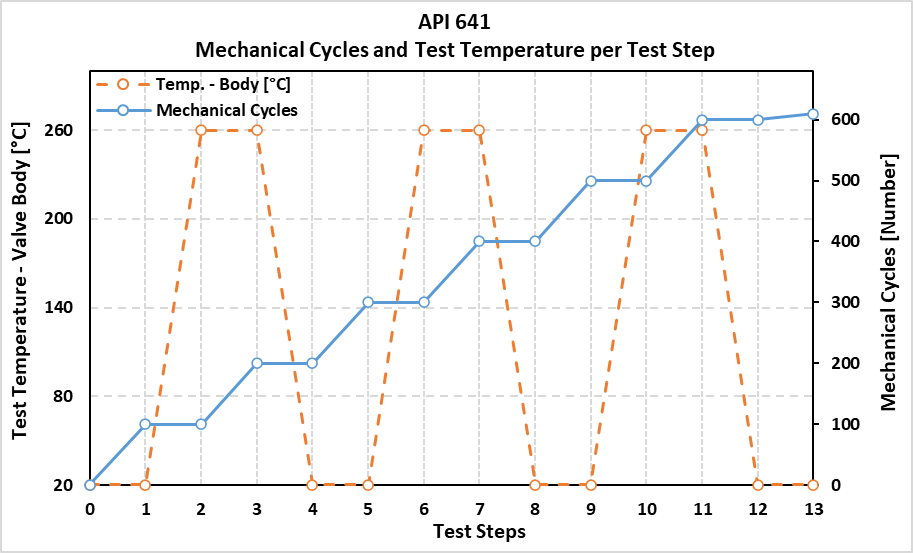 API 641
Mechanical Cycles and Test Temperature per Test Step
Temp. - Body [°C]
Mechanical Cycles
Test Temperature - Valve Body [°C]
260
200
140
80
20
600
500
400
300
200
100
0
Mechanical Cycles [Number]
0 1 2 3 4 5 6 7 8 9 10 11 12 13
Test Steps